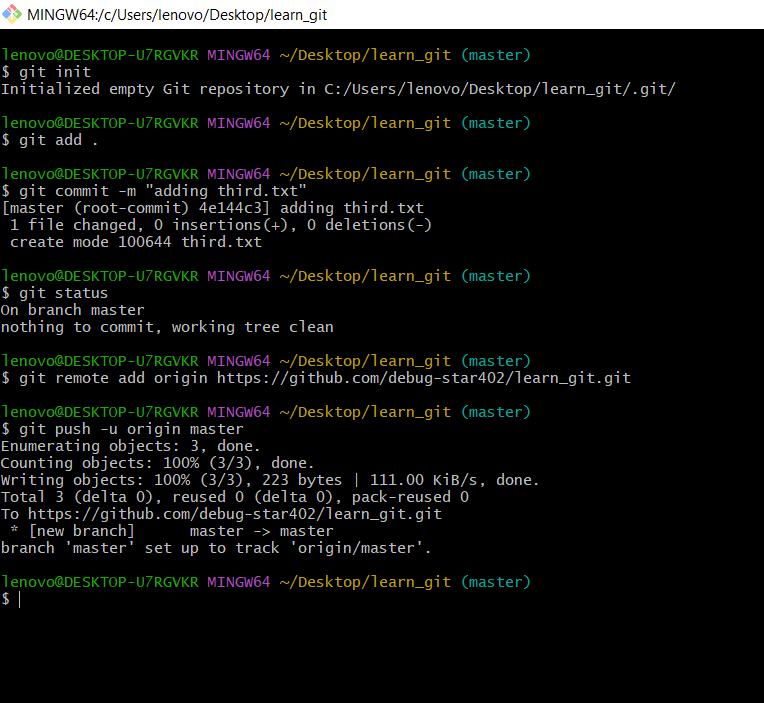 MINGW64:/c/Users/lenovo/Desktop/learn_git
lenovo@DESKTOP-U7RGVKR MINGW64 ~/Desktop/learn_git (master)
$ git init
Initialized empty Git repository in C:/Users/lenovo/Desktop/learn_git/.git/
lenovo@DESKTOP-U7RGVKR MINGW64 ~/Desktop/learn_git (master)
$ git add .
lenovo@DESKTOP-U7RGVKR MINGW64 ~/Desktop/learn_git (master)
$ git commit -m "adding third.txt"
[master (root-commit) 4e144c3] adding third.txt
 1 file changed, 0 insertions(+), 0 deletions(-)
 create mode 100644 third.txt
lenovo@DESKTOP-U7RGVKR MINGW64 ~/Desktop/learn_git (master)
$ git status
On branch master
nothing to commit, working tree clean
lenovo@DESKTOP-U7RGVKR MINGW64 ~/Desktop/learn_git (master)
$ git remote add origin https://github.com/debug-star402/learn_git.git
lenovo@DESKTOP-U7RGVKR MINGW64 ~/Desktop/learn_git (master)
$ git push -u origin master
Enumerating objects: 3, done.
Counting objects: 100% (3/3), done.
Writing objects: 100% (3/3), 223 bytes | 111.00 KiB/s, done.
Total 3 (delta 0), reused 0 (delta 0), pack-reused 0
To https://github.com/debug-star402/learn_git.git
 * [new branch]      master -> master
branch 'master' set up to track 'origin/master'.
lenovo@DESKTOP-U7RGVKR MINGW64 ~/Desktop/learn_git (master)
$